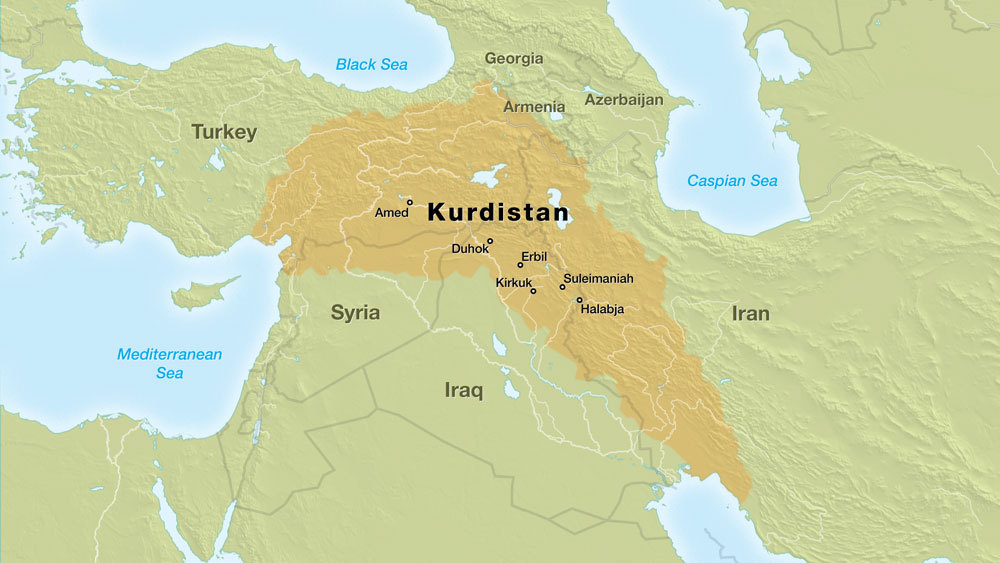 Black Sea
Georgia
Armenia
Azerbaijan
Turkey
Caspian Sea
Amed
Kurdistan
Duhok
Erbil
Kirkuk
Suleimaniah
Halabja
Syria
Iran
Mediterranean
Sea
Iraq